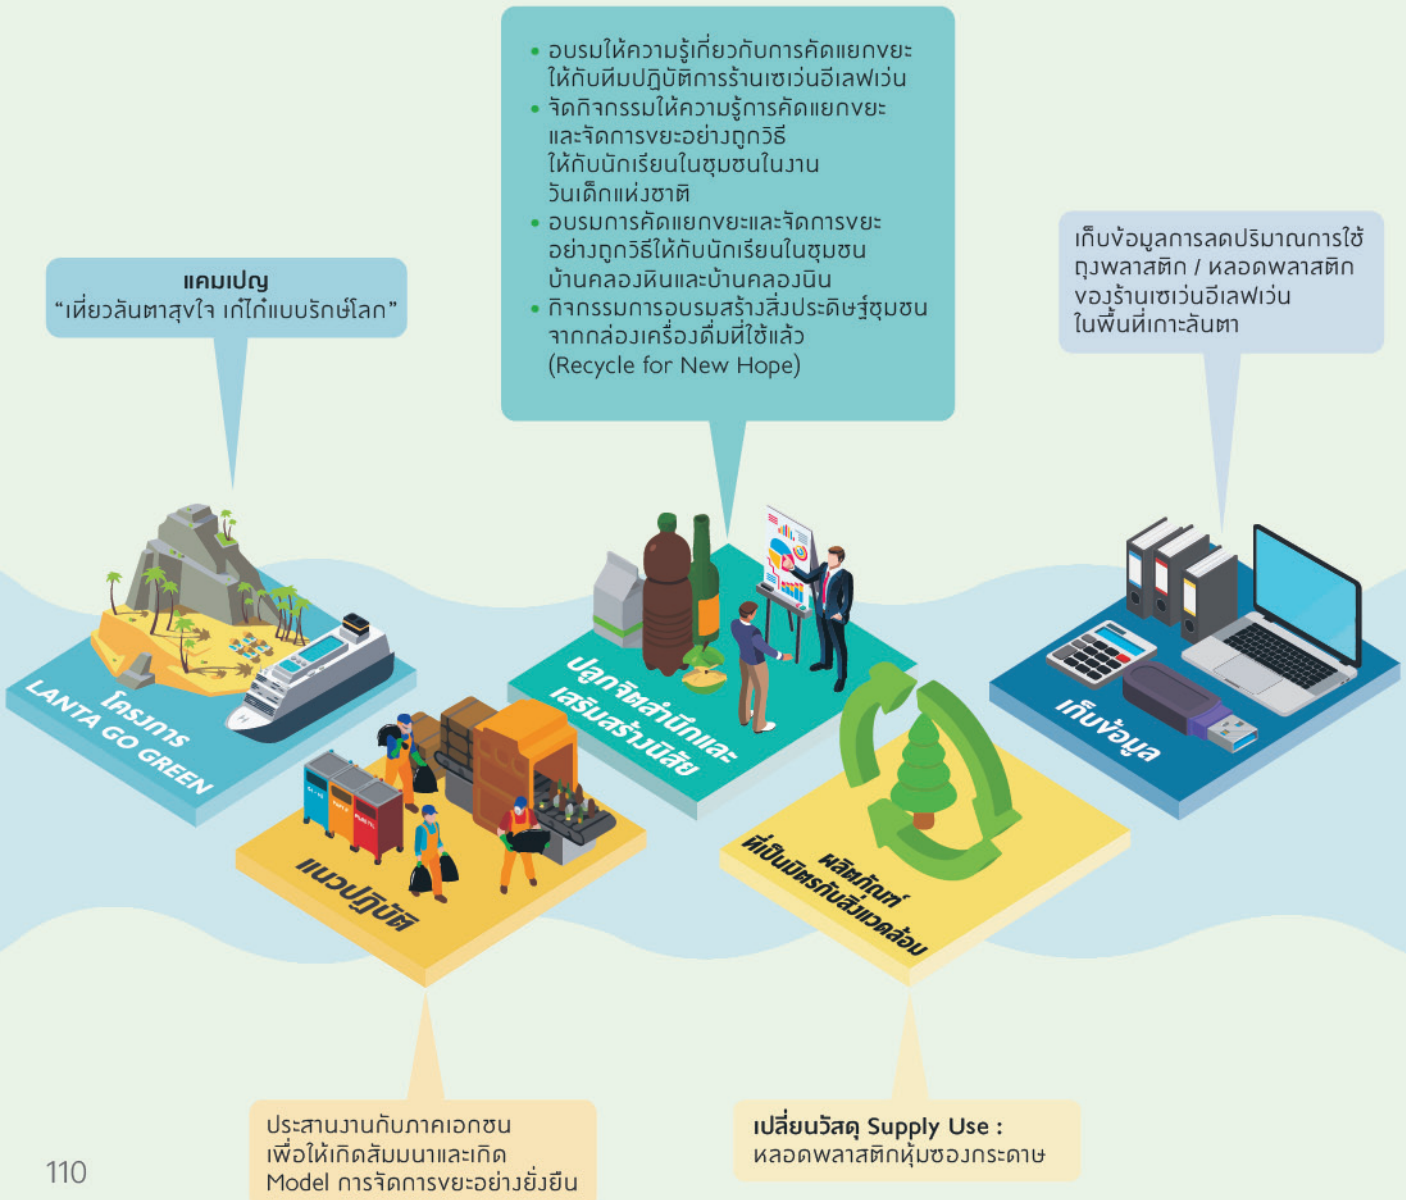 • อบรมให้ความรู้เกี่ยวกับการคัดแยกขยะ
ให้กับทีมปฏิบัติการร้านเซเว่นอีเลฟเว่น
• จัดกิจกรรมให้ความรู้การคัดแยกขยะ
และจัดการขยะอย่างถูกวิธี
ให้กับนักเรียนในชุมชนในงาน
วันเด็กแห่งชาติ
• อบรมการคัดแยกขยะและจัดการขยะ
อย่างถูกวิธีให้กับนักเรียนในชุมชน
บ้านคลองหินและบ้านคลองนิน
• กิจกรรมการอบรมสร้างสิ่งประดิษฐ์ชุมชน
จากกล่องเครื่องดื่มที่ใช้แล้ว
(Recycle for New Hope)
แคมเปญ
“เที่ยวลันตาสุขใจ เก๋ไก๋แบบรักษ์โลก”
เก็บข้อมูลการลดปริมาณการใช้
ถุงพลาสติก / หลอดพลาสติก
ของร้านเซเว่นอีเลฟเว่น
ในพื้นที่เกาะลันตา
โครงการ
LANTA GO GREEN
ปลูกจิตสำนึกและ
เสริมสร้างนิสัย
เก็บข้อมูล
แนวปฏิบัติ
ผลิตภัณฑ์
ที่เป็นมิตรกับสิ่งแวดล้อม
ประสานงานกับภาคเอกชน
เพื่อให้เกิดสัมมนาและเกิด
Model การจัดการขยะอย่างยั่งยืน
เปลี่ยนวัสดุ Supply Use :
หลอดพลาสติกหุ้มซองกระดาษ
110